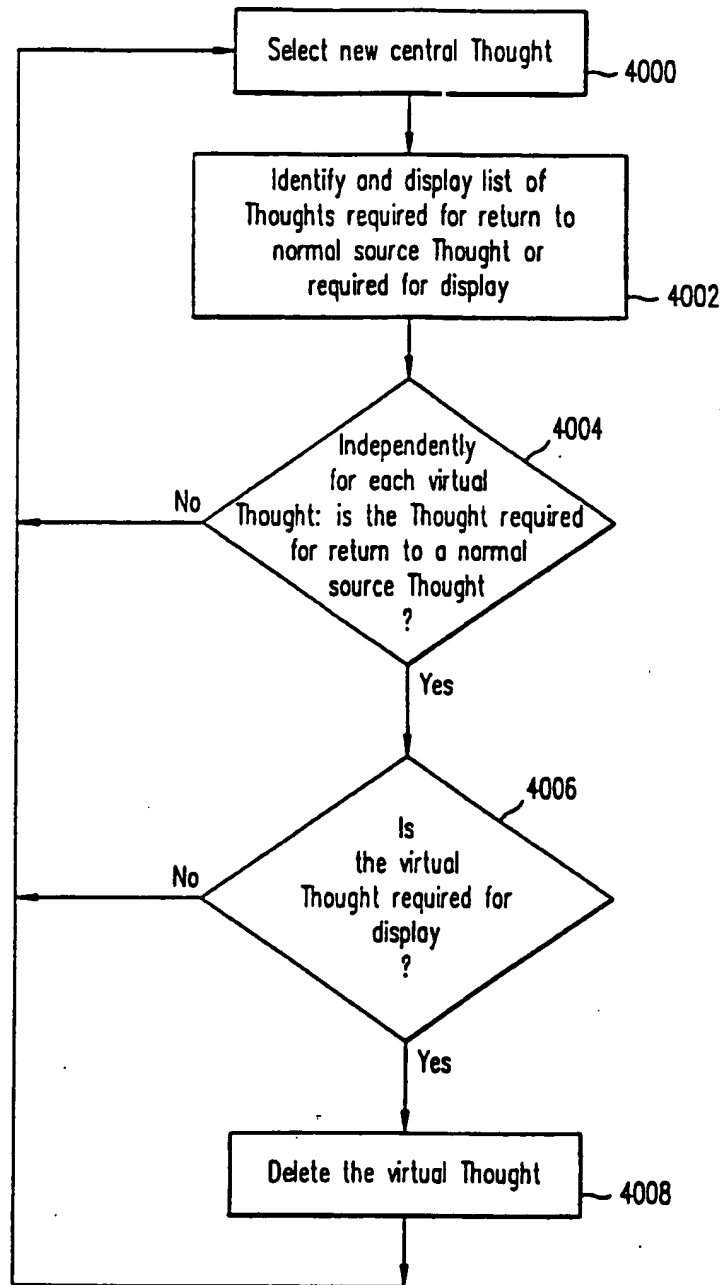 Select new central Thought
4000
Identify and display list of
Thoughts required for return to
normal source Thought or
required for display
4002
4004
Independently
for each virtual
Thought: is the Thought required
for return to a normal
source Thought
?
No
Yes
4006
Is
the virtual
Thought required for
display
?
No
Yes
Delete the virtual Thought
4008